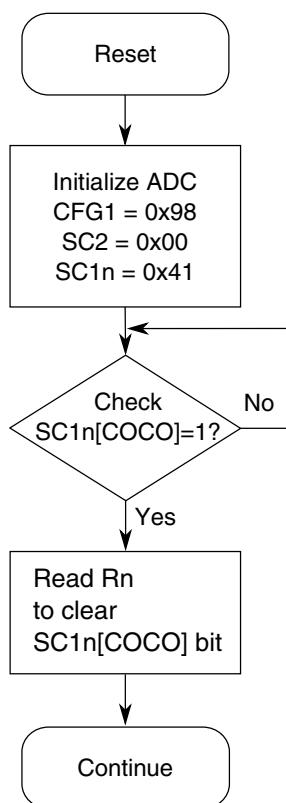 Reset
Initialize ADC
CFG1 = 0x98
SC2 = 0x00
SC1n = 0x41
Check
SC1n[COCO]=1?
No
Yes
Read Rn
to clear
SC1n[COCO] bit
Continue